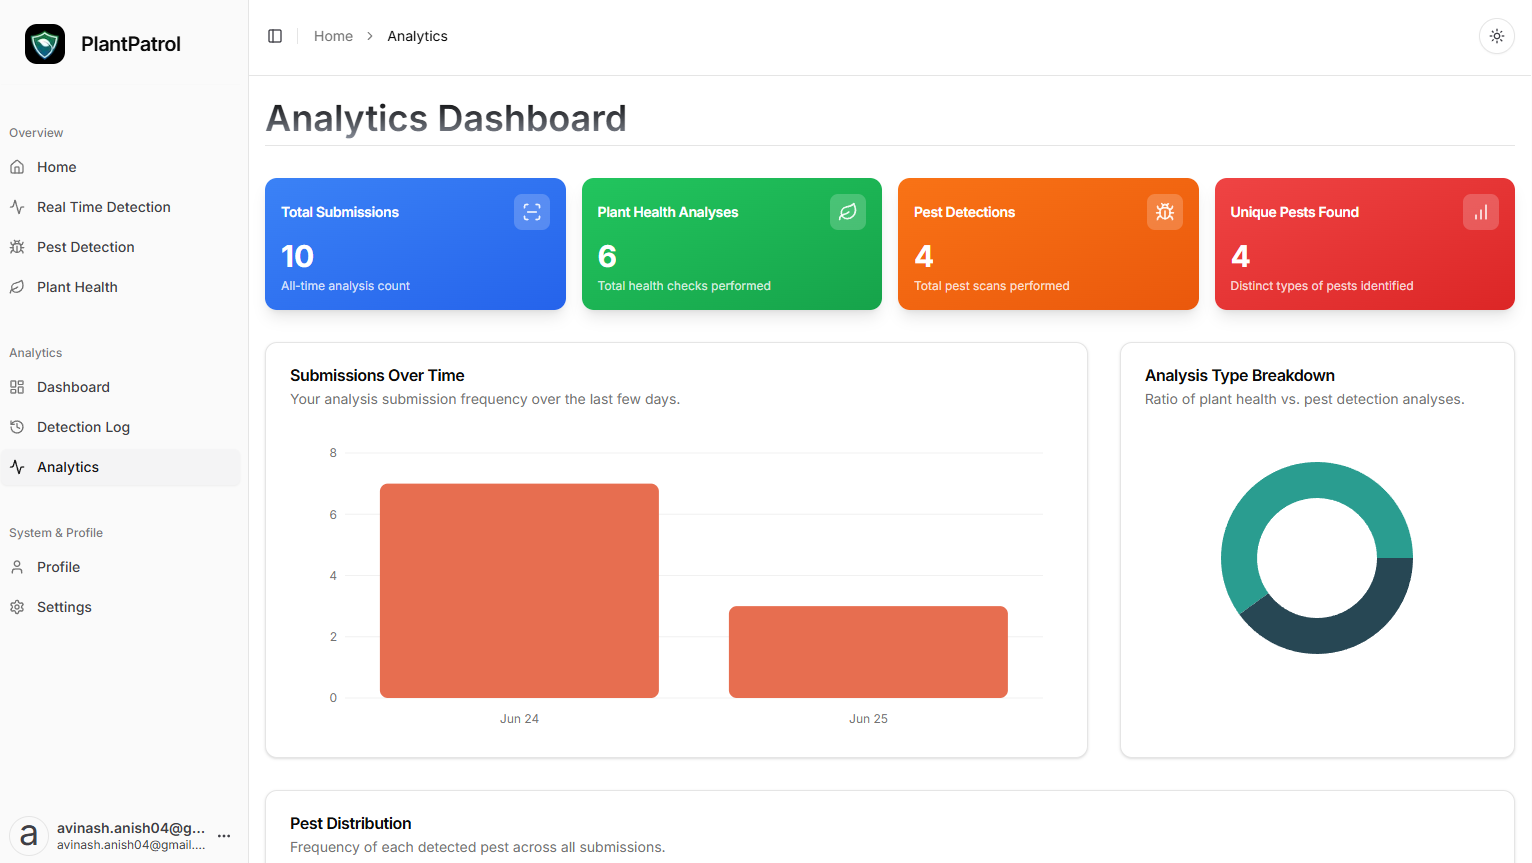 PlantPatrol
Overview
Home
Real Time Detection
Pest Detection
Plant Health
Analytics
Dashboard
Detection Log
Analytics
System & Profile
Profile
Settings
a
avinash.anish04@g...
avinash.anish04@gmail....
Home > Analytics
Analytics Dashboard
Total Submissions
10
All-time analysis count
Plant Health Analyses
6
Total health checks performed
Pest Detections
4
Total pest scans performed
Unique Pests Found
4
Distinct types of pests identified
Submissions Over Time
Your analysis submission frequency over the last few days.
8
6
4
2
0
Jun 24
Jun 25
Analysis Type Breakdown
Ratio of plant health vs. pest detection analyses.
Pest Distribution
Frequency of each detected pest across all submissions.